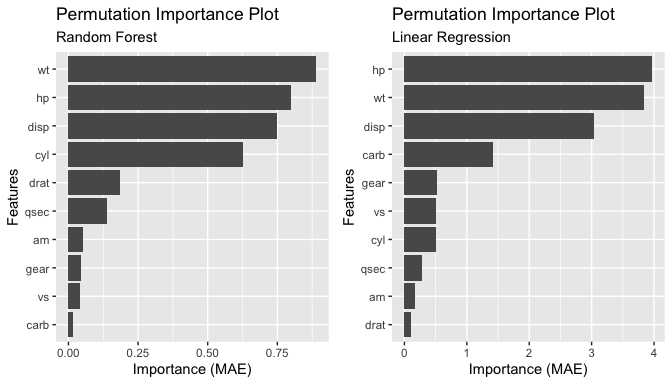 Permutation Importance Plot
Random Forest
Features
wt
hp
disp
cyl
drat
qsec
am
gear
vs
carb
0.00 0.25 0.50 0.75
Importance (MAE)
Permutation Importance Plot
Linear Regression
Features
hp
wt
disp
carb
gear
vs
cyl
qsec
am
drat
0 1 2 3 4
Importance (MAE)